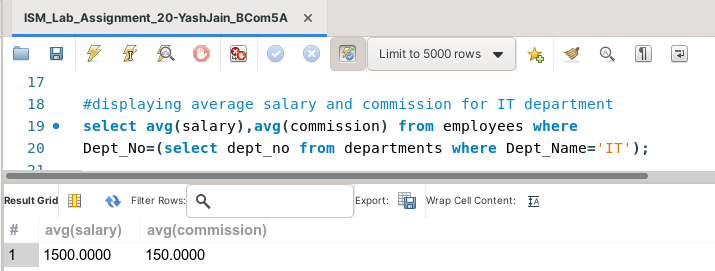 ISM_Lab_Assignment_20-YashJain_BCom5A ×
Limit to 5000 rows
17
18 #displaying average salary and commission for IT department
19 select avg(salary),avg(commission) from employees where
20 Dept_No=(select dept_no from departments where Dept_Name='IT');
21
Result Grid Filter Rows: Export: Wrap Cell Content: IA
# avg(salary) avg(commission)
1 1500.0000 150.0000